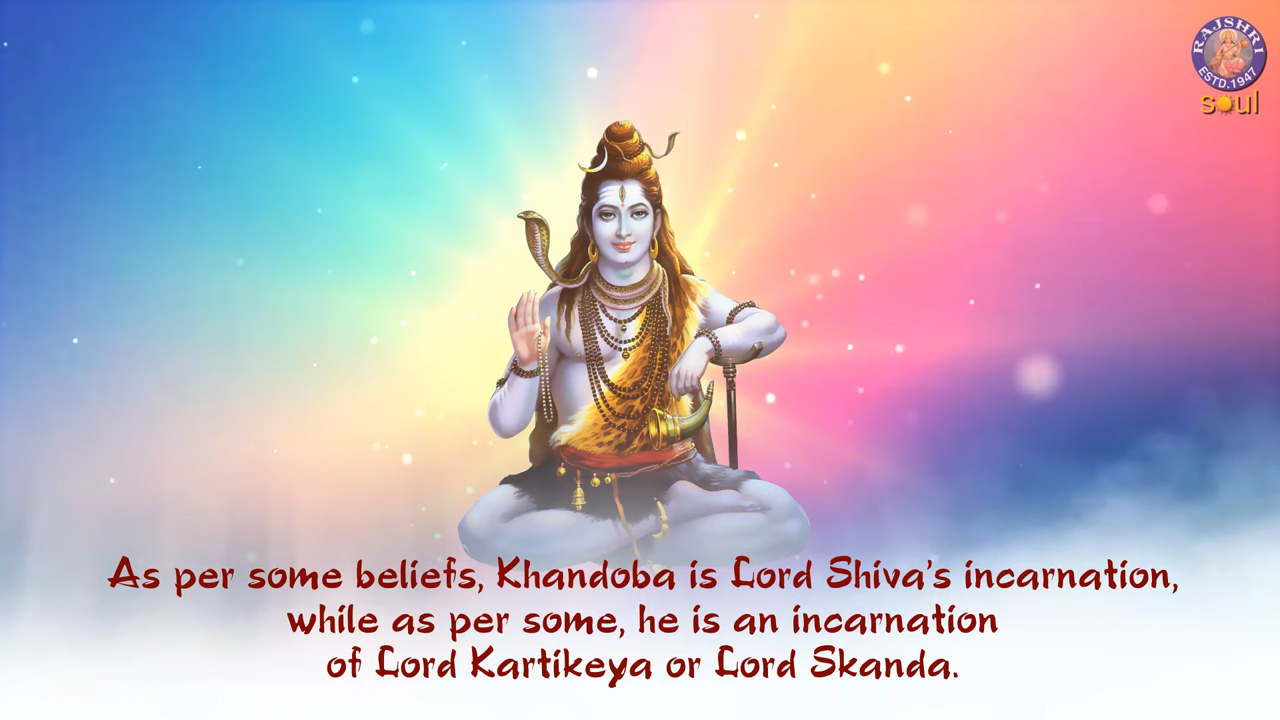 RAJSHRI
ESTD.1947
soul
As per some beliefs, Khandoba is Lord Shiva's incarnation,
while as per some, he is an incarnation
of Lord Kartikeya or Lord Skanda.